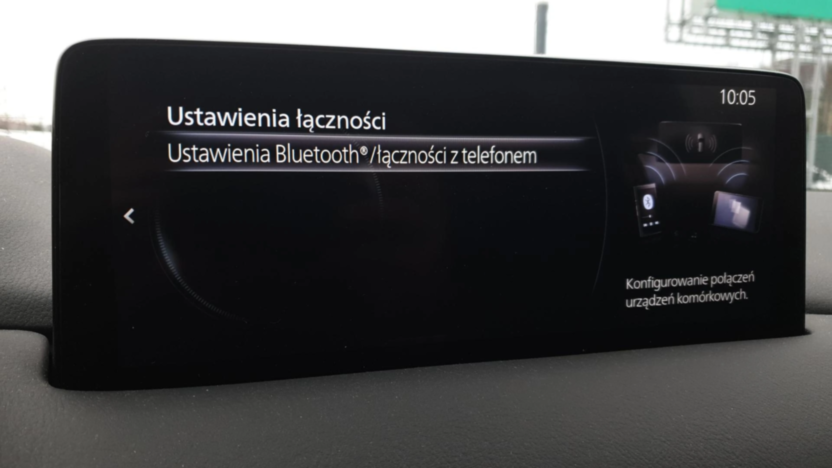 10:05
Ustawienia łączności
Ustawienia Bluetooth®/łączności z telefonem
Konfigurowanie połączeń
urządzeń komórkowych.